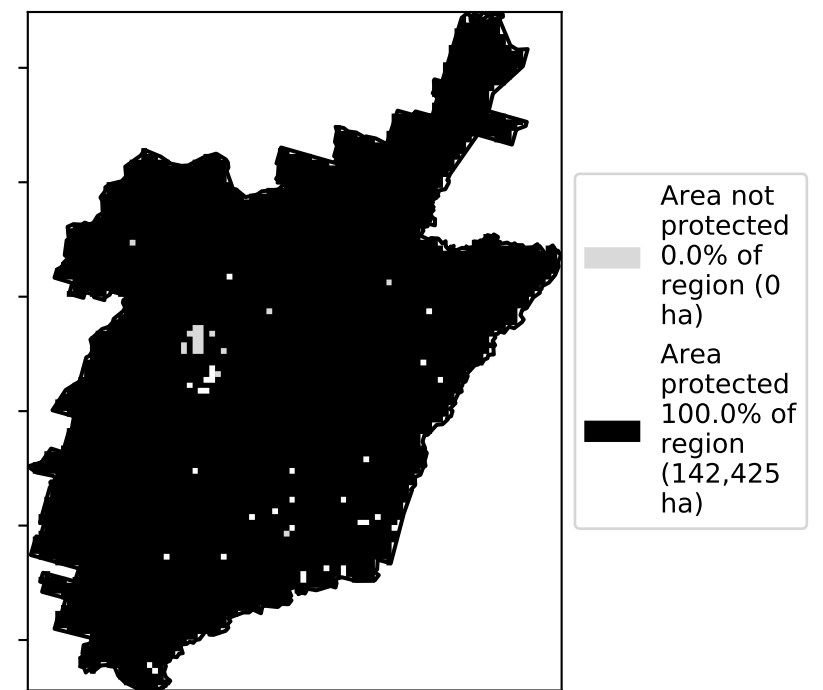 Area not
protected
0.0% of
region (0
ha)
Area
protected
100.0% of
region
(142,425
ha)